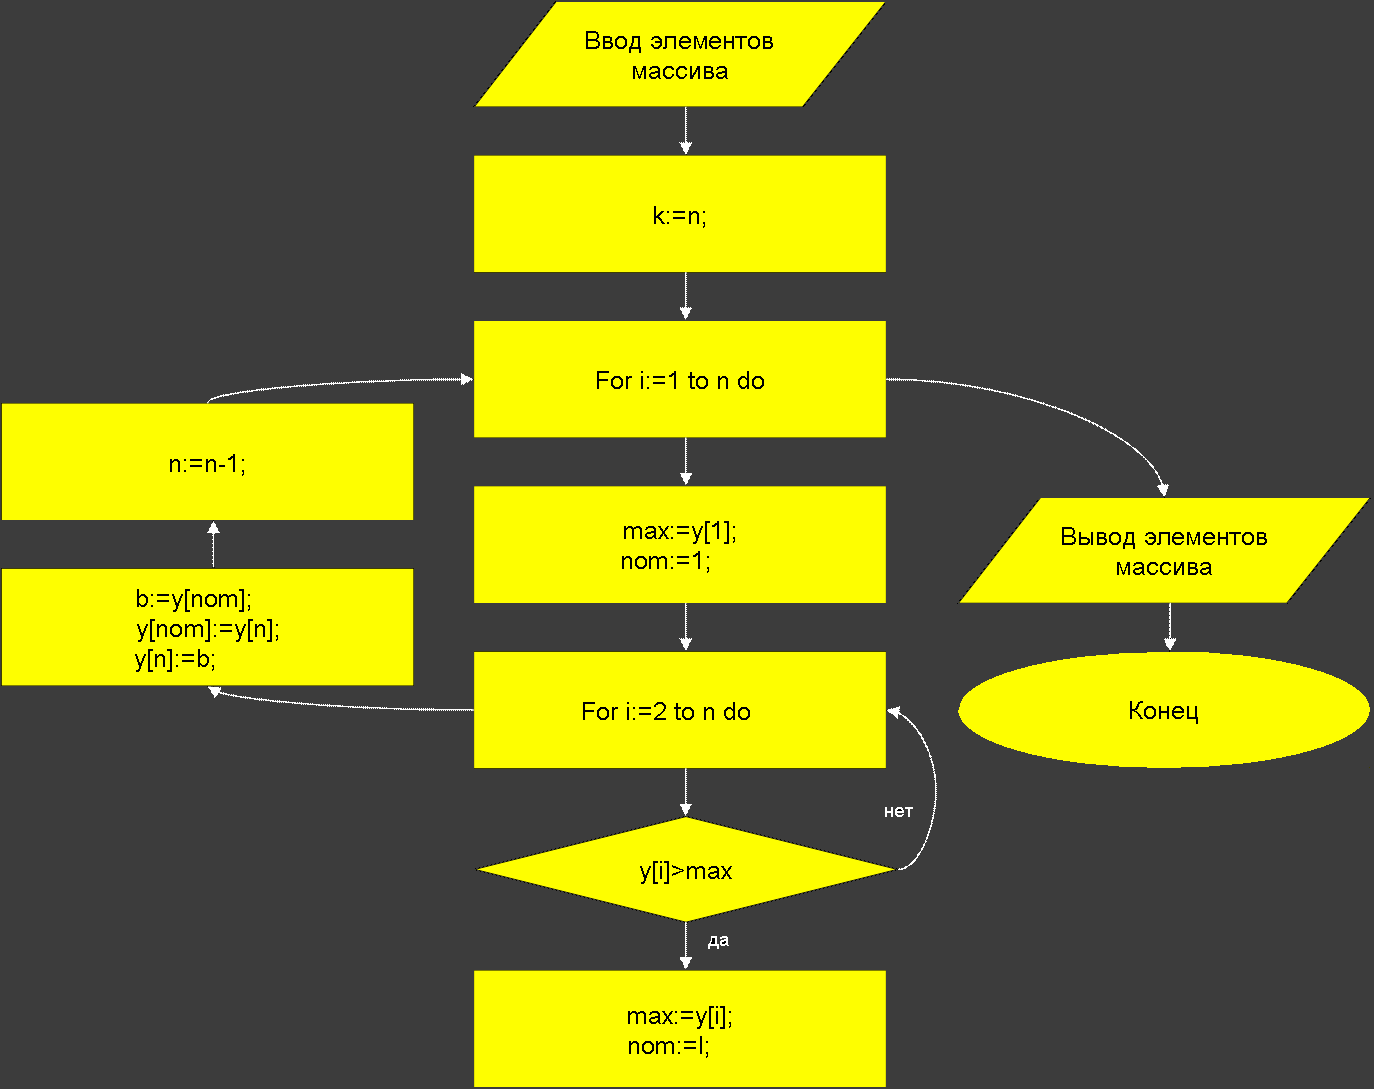 Ввод элементов
массива
k:=n;
For i:=1 to n do
n:=n-1;
max:=y[1];
nom:=1;
Вывод элементов
массива
b:=y[nom];
y[nom]:=y[n];
y[n]:=b;
For i:=2 to n do
Конец
нет
y[i]>max
да
max:=y[i];
nom:=I;